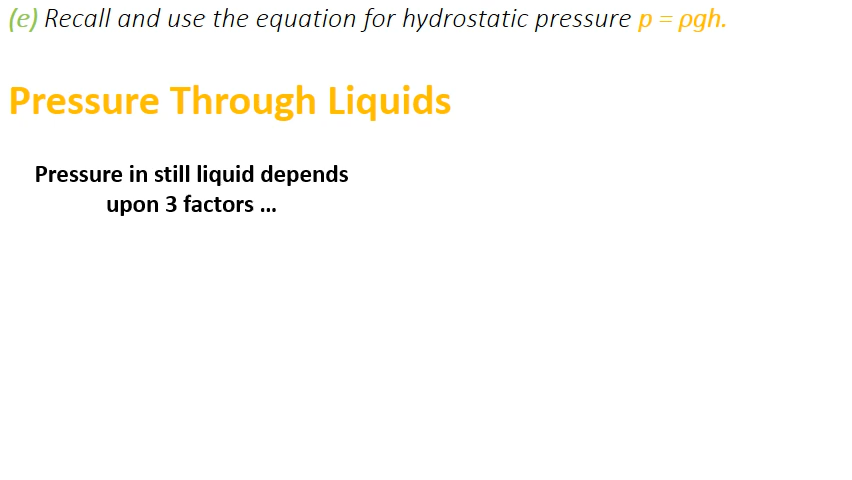 (e) Recall and use the equation for hydrostatic pressure p = ρgh.
Pressure Through Liquids
Pressure in still liquid depends
upon 3 factors ...